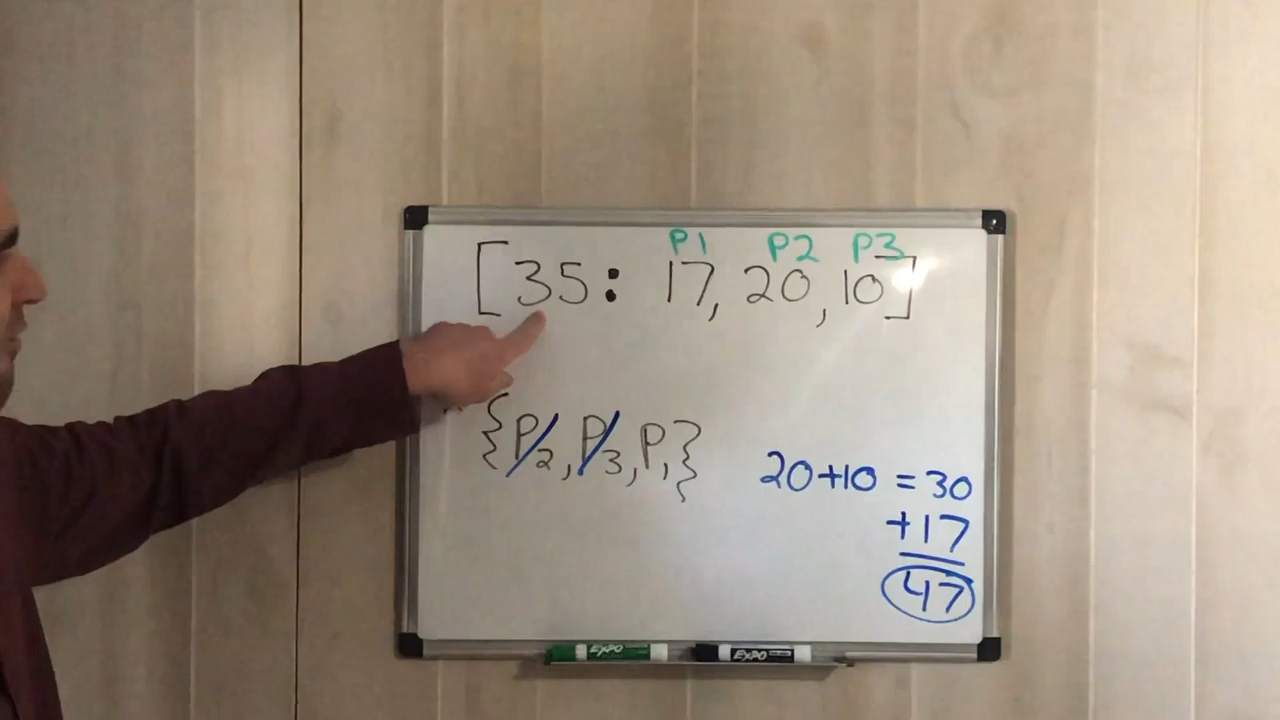 P1 P2 P3
[35: 17, 20, 10]
{P2, P3, P1}
20+10 = 30
+17
47
EXPO EXPO